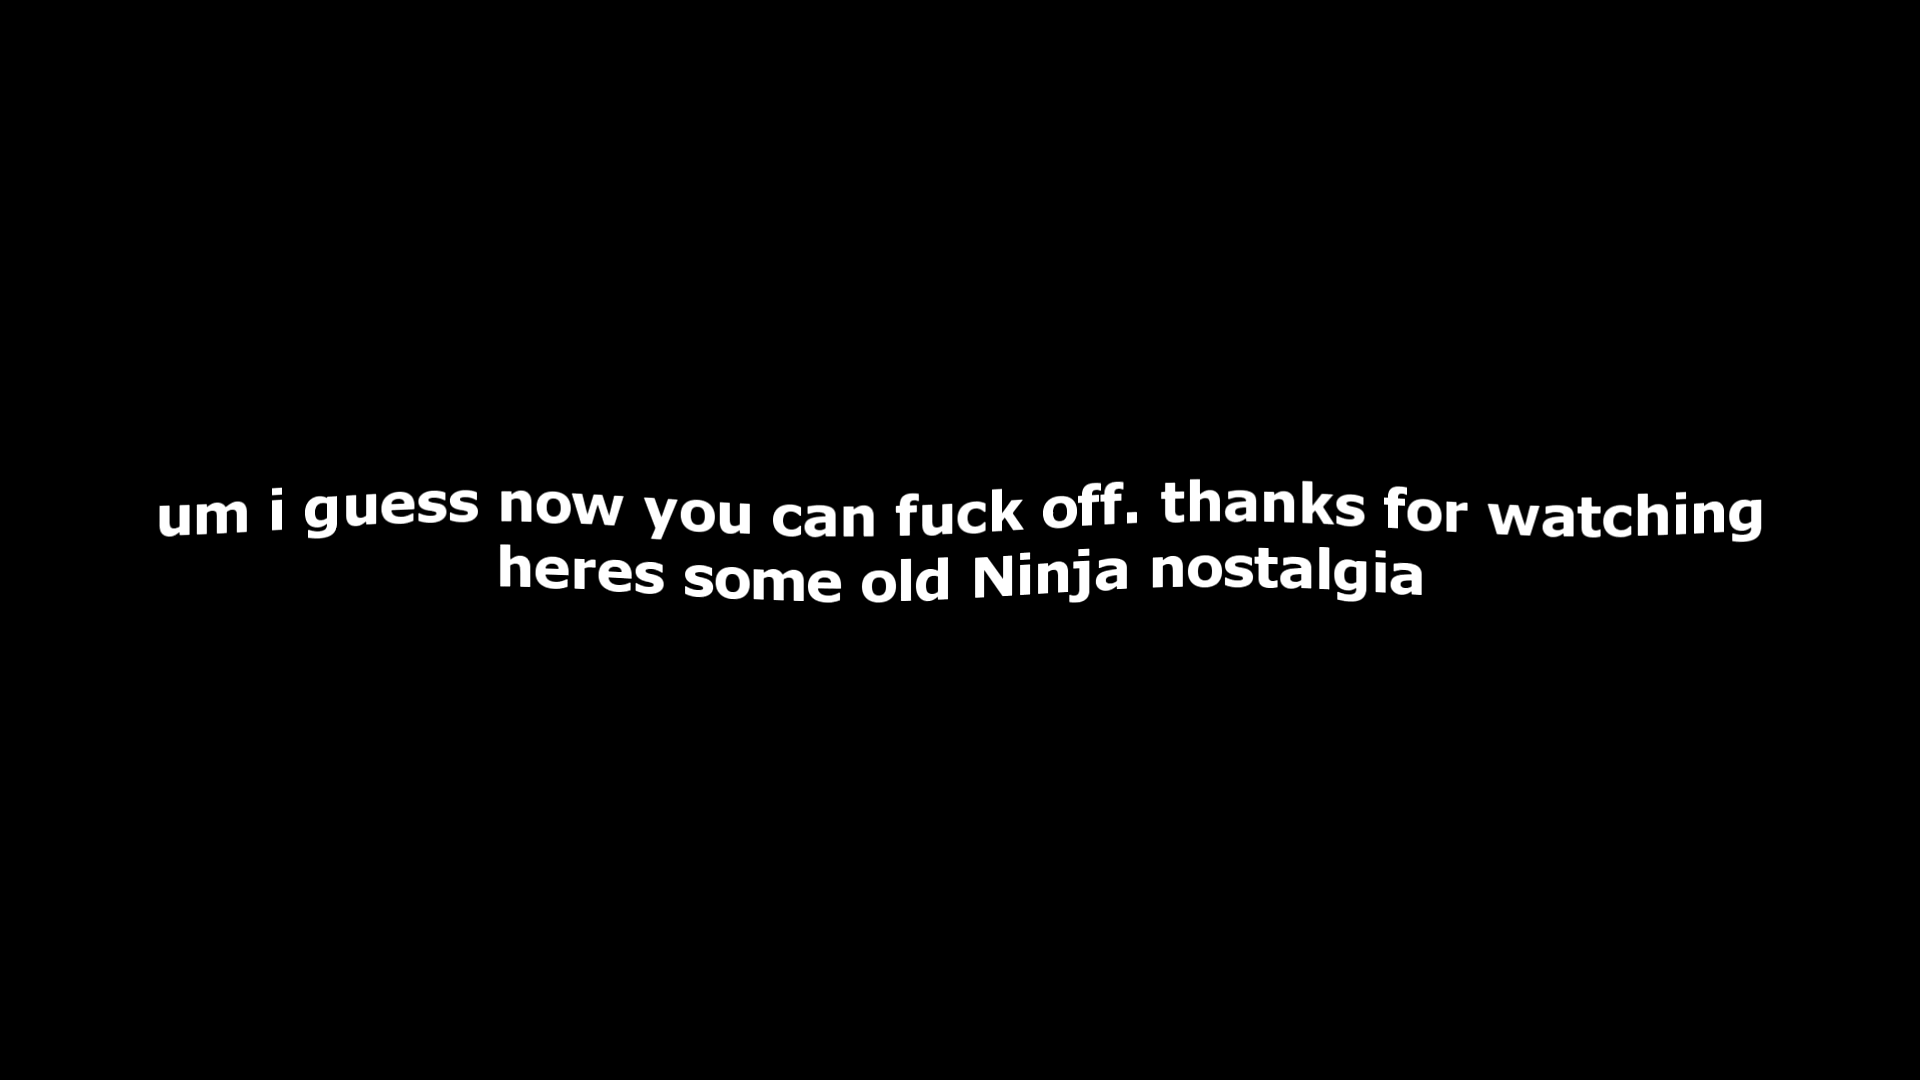 um i guess now you can fuck off. thanks for watching
heres some old Ninja nostalgia